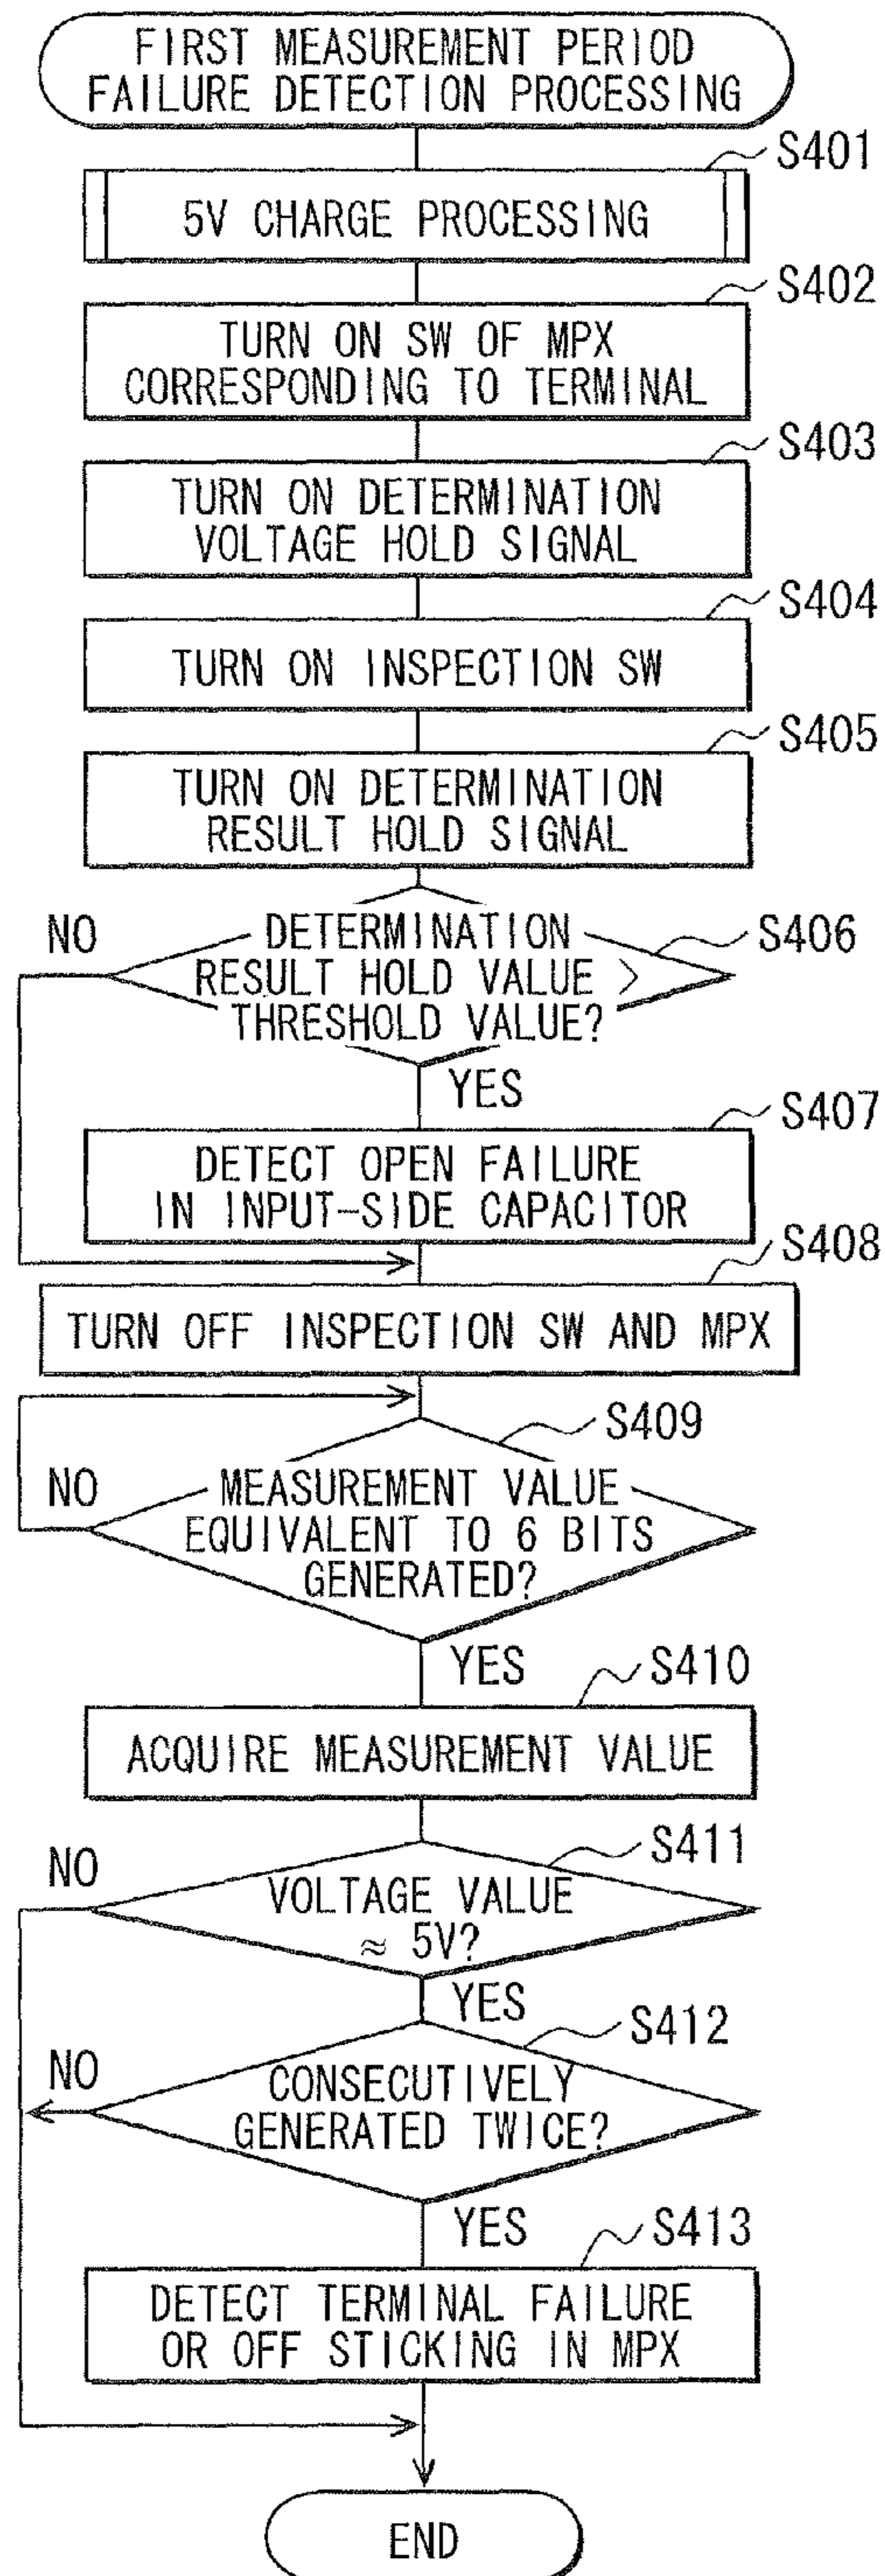 FIRST MEASUREMENT PERIOD
FAILURE DETECTION PROCESSING
S401
5V CHARGE PROCESSING
S402
TURN ON SW OF MPX
CORRESPONDING TO TERMINAL
S403
TURN ON DETERMINATION
VOLTAGE HOLD SIGNAL
S404
TURN ON INSPECTION SW
S405
TURN ON DETERMINATION
RESULT HOLD SIGNAL
NO
S406
DETERMINATION
RESULT HOLD VALUE >
THRESHOLD VALUE?
YES
S407
DETECT OPEN FAILURE
IN INPUT-SIDE CAPACITOR
S408
TURN OFF INSPECTION SW AND MPX
S409
NO
MEASUREMENT VALUE
EQUIVALENT TO 6 BITS
GENERATED?
YES
S410
ACQUIRE MEASUREMENT VALUE
S411
NO
VOLTAGE VALUE
≈ 5V?
YES
S412
NO
CONSECUTIVELY
GENERATED TWICE?
YES
S413
DETECT TERMINAL FAILURE
OR OFF STICKING IN MPX
END